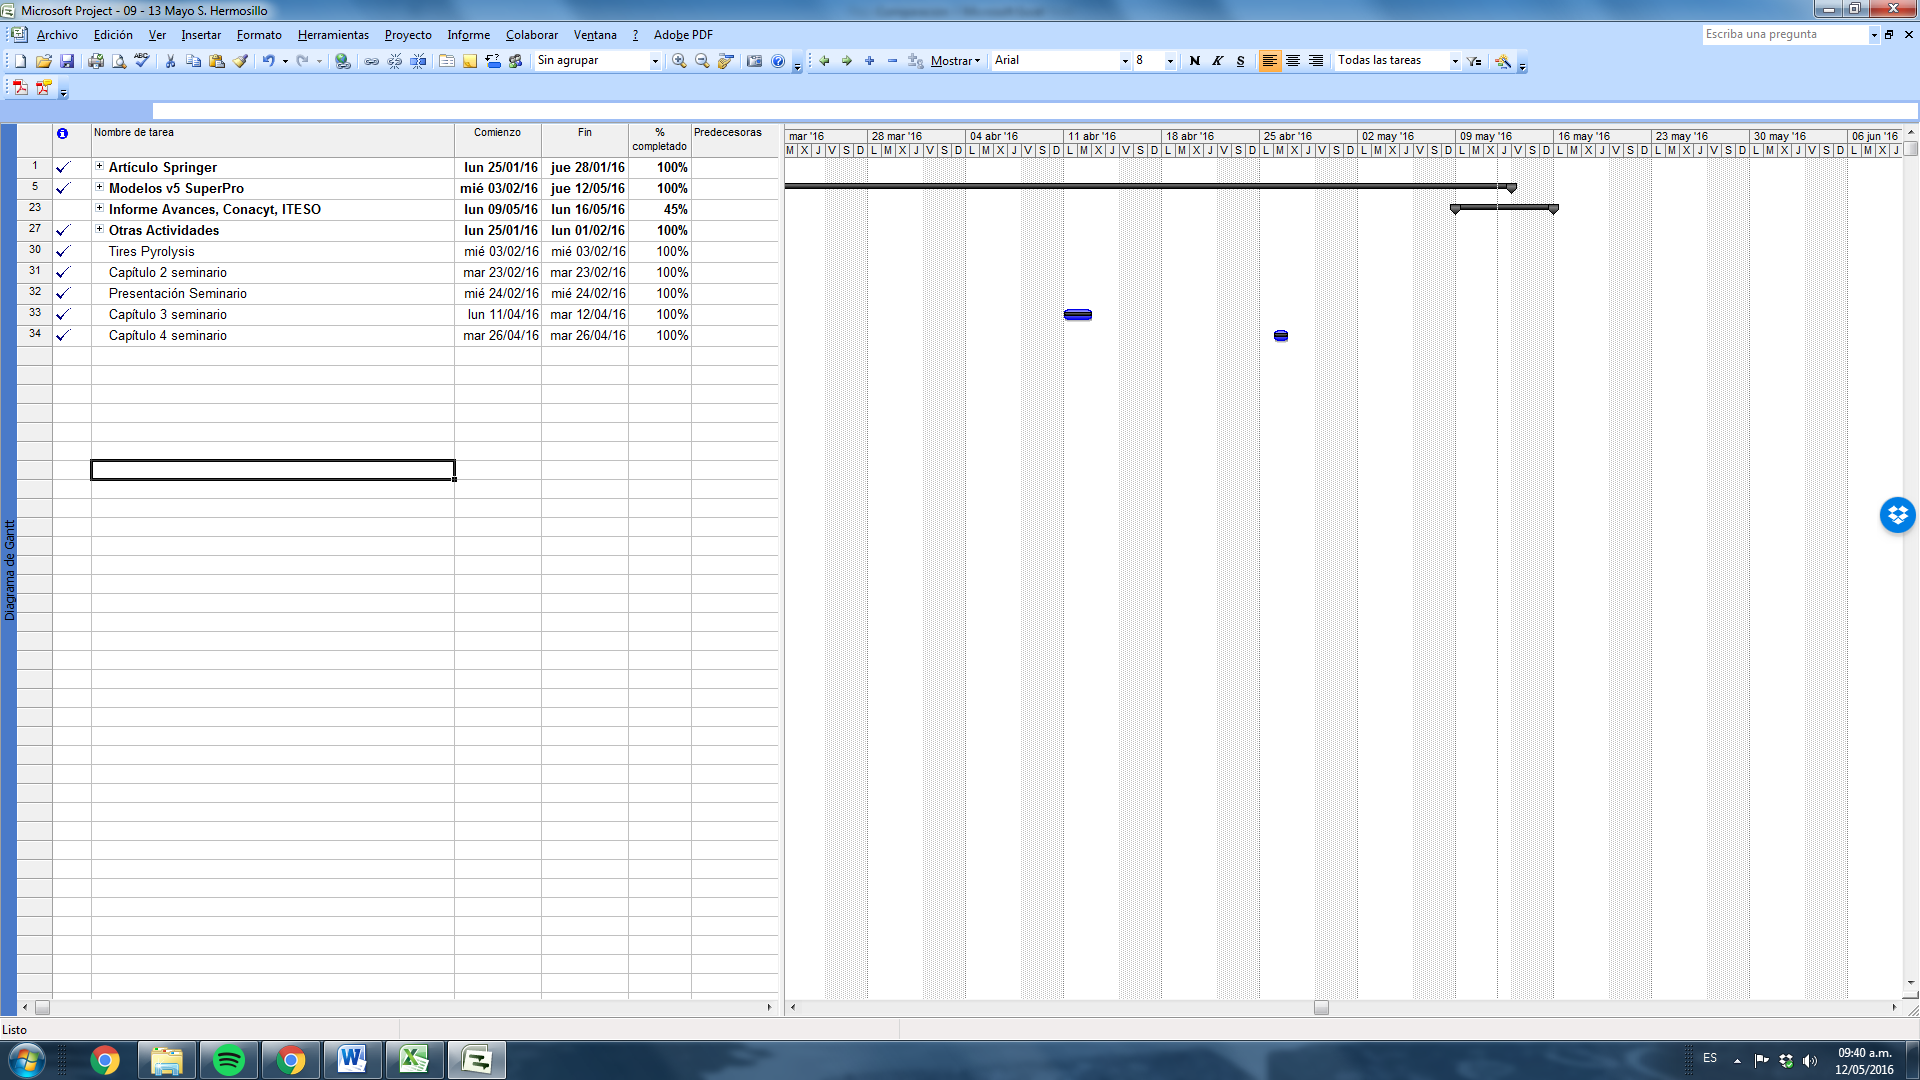 Microsoft Project - 09 - 13 Mayo S. Hermosillo
Archivo Edición Ver Insertar Formato Herramientas Proyecto Informe Colaborar Ventana ? Adobe PDF Escriba una pregunta
Sin agrupar Mostrar Arial 8 N K S Todas las tareas
Nombre de tarea Comienzo Fin % completado Predecesoras
mar '16 28 mar '16 04 abr '16 11 abr '16 18 abr '16 25 abr '16 02 may '16 09 may '16 16 may '16 23 may '16 30 may '16 06 jun '16
M X J V S D L M X J V S D L M X J V S D L M X J V S D L M X J V S D L M X J V S D L M X J V S D L M X J V S D L M X J V S D L M X J V S D L M X J V S D L M X J
1 Artículo Springer lun 25/01/16 jue 28/01/16 100%
5 Modelos v5 SuperPro mié 03/02/16 jue 12/05/16 100%
23 Informe Avances, Conacyt, ITESO lun 09/05/16 lun 16/05/16 45%
27 Otras Actividades lun 25/01/16 lun 01/02/16 100%
30 Tires Pyrolysis mié 03/02/16 mié 03/02/16 100%
31 Capítulo 2 seminario mar 23/02/16 mar 23/02/16 100%
32 Presentación Seminario mié 24/02/16 mié 24/02/16 100%
33 Capítulo 3 seminario lun 11/04/16 mar 12/04/16 100%
34 Capítulo 4 seminario mar 26/04/16 mar 26/04/16 100%
Diagrama de Gantt
Listo
ES 09:40 a.m.
12/05/2016